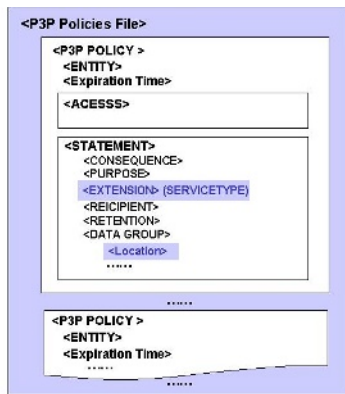 <P3P Policies File>
<P3P POLICY >
<ENTITY>
<Expiration Time>
<ACESSS>
<STATEMENT>
<CONSEQUENCE>
<PURPOSE>
<EXTENSION> (SERVICETYPE)
<REICIPIENT>
<RETENTION>
<DATA GROUP>
<Location>
......
......
<P3P POLICY >
<ENTITY>
<Expiration Time>
......
......